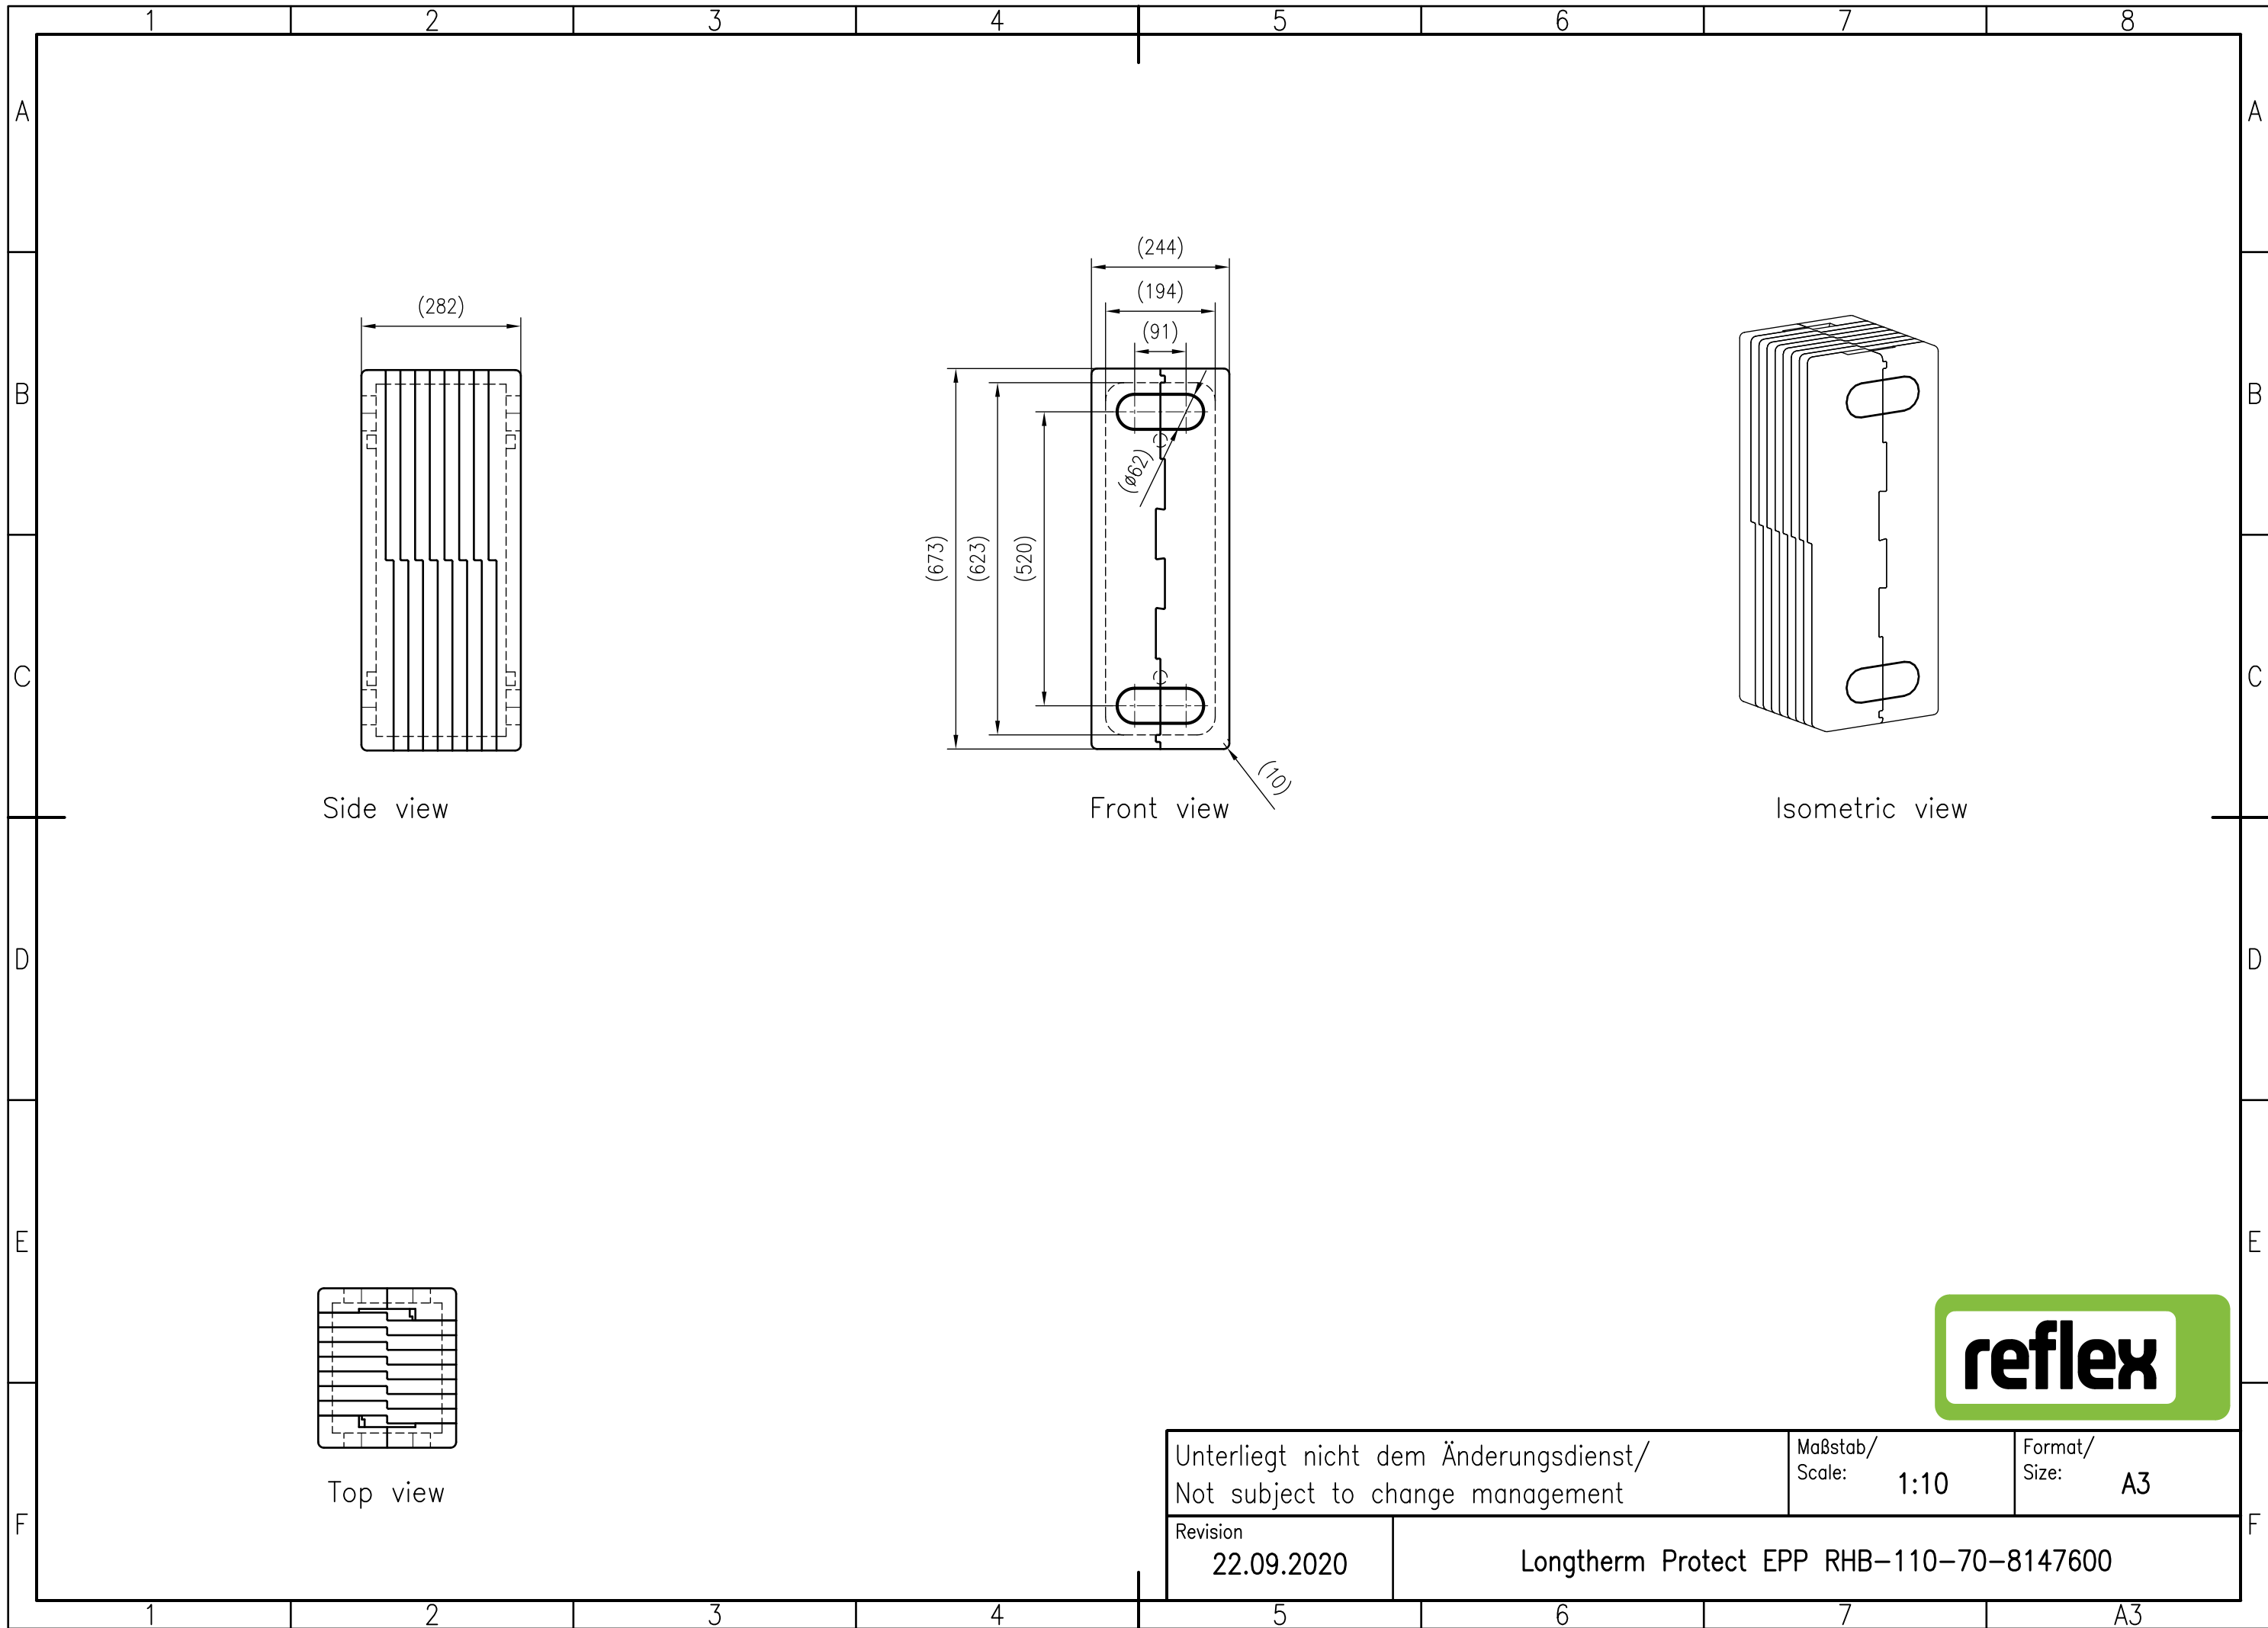 1 2 3 4 5 6 7 8
A A
B B
C C
D D
E E
F F
(282)
(244)
(194)
(91)
(673)
(623)
(520)
(ø62)
(10)
Side view
Front view
Isometric view
Top view
reflex
Unterliegt nicht dem Änderungsdienst/
Not subject to change management
Maßstab/
Scale: 1:10
Format/
Size: A3
Revision
22.09.2020
Longtherm Protect EPP RHB-110-70-8147600
1 2 3 4 5 6 7 A3